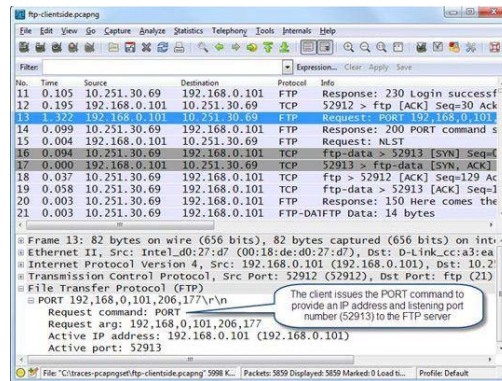 ftp-clientside.pcapng
File Edit View Go Capture Analyze Statistics Telephony Tools Internals Help
Filter: Expression... Clear Apply Save
No. Time Source Destination Protocol Info
11 0.105 10.251.30.69 192.168.0.101 FTP Response: 230 Login successf
12 0.195 192.168.0.101 10.251.30.69 TCP 52912 > ftp [ACK] Seq=30 Ack
13 1.322 192.168.0.101 10.251.30.69 FTP Request: PORT 192,168,0,101,
14 0.099 10.251.30.69 192.168.0.101 FTP Response: 200 PORT command s
15 0.004 192.168.0.101 10.251.30.69 FTP Request: NLST
16 0.094 10.251.30.69 192.168.0.101 TCP ftp-data > 52913 [SYN] Seq=0
17 0.000 192.168.0.101 10.251.30.69 TCP 52913 > ftp-data [SYN, ACK]
18 0.037 10.251.30.69 192.168.0.101 TCP ftp > 52912 [ACK] Seq=129 Ac
19 0.058 10.251.30.69 192.168.0.101 TCP ftp-data > 52913 [ACK] Seq=1
20 0.003 10.251.30.69 192.168.0.101 FTP Response: 150 Here comes the
21 0.003 10.251.30.69 192.168.0.101 FTP-DATFTP Data: 14 bytes
Frame 13: 82 bytes on wire (656 bits), 82 bytes captured (656 bits) on int
Ethernet II, Src: Intel_d0:27:d7 (00:18:de:d0:27:d7), Dst: D-Link_cc:a3:ea
Internet Protocol Version 4, Src: 192.168.0.101 (192.168.0.101), Dst: 10.2
Transmission Control Protocol, Src Port: 52912 (52912), Dst Port: ftp (21)
File Transfer Protocol (FTP)
PORT 192,168,0,101,206,177\r\n
Request command: PORT
Request arg: 192,168,0,101,206,177
Active IP address: 192.168.0.101 (192.168.0.101)
Active port: 52913
The client issues the PORT command to
provide an IP address and listening port
number (52913) to the FTP server
File: "C:\traces-pcapngset\ftp-clientside.pcapng" 5998 K... Packets: 5859 Displayed: 5859 Marked: 0 Load ti... Profile: Default